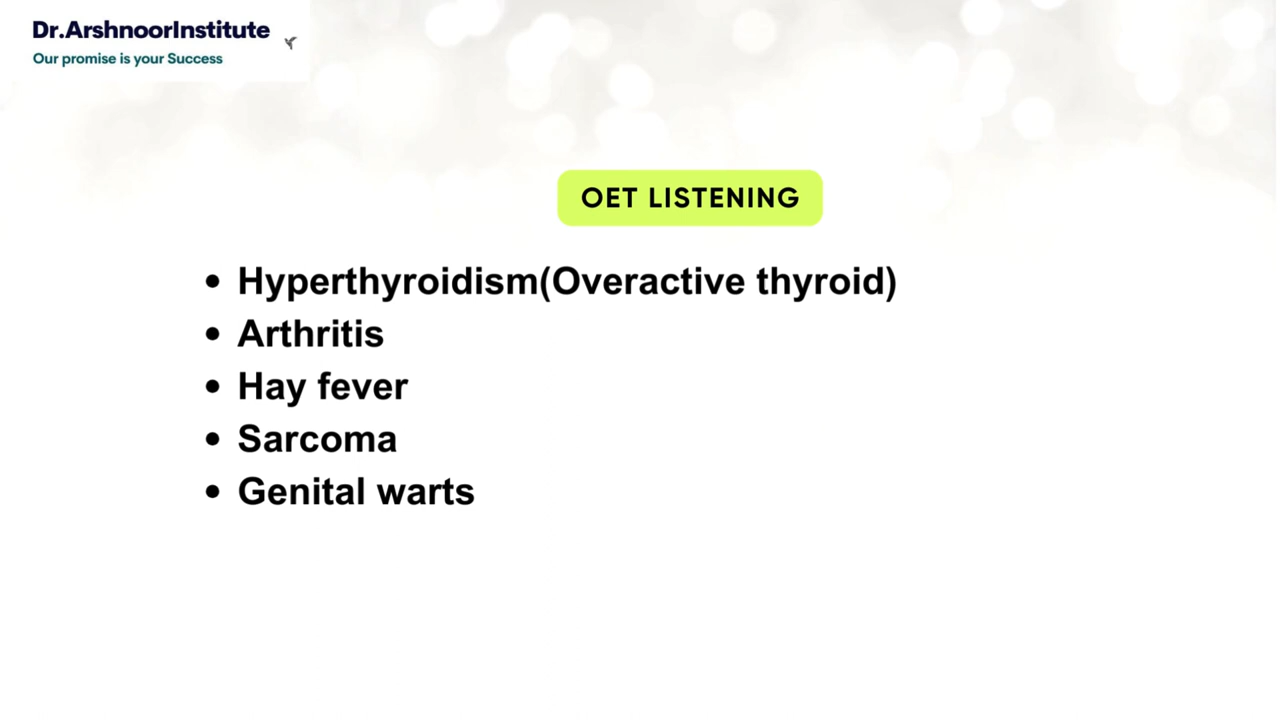 Dr.ArshnoorInstitute
Our promise is your Success
OET LISTENING
• Hyperthyroidism(Overactive thyroid)
• Arthritis
• Hay fever
• Sarcoma
• Genital warts